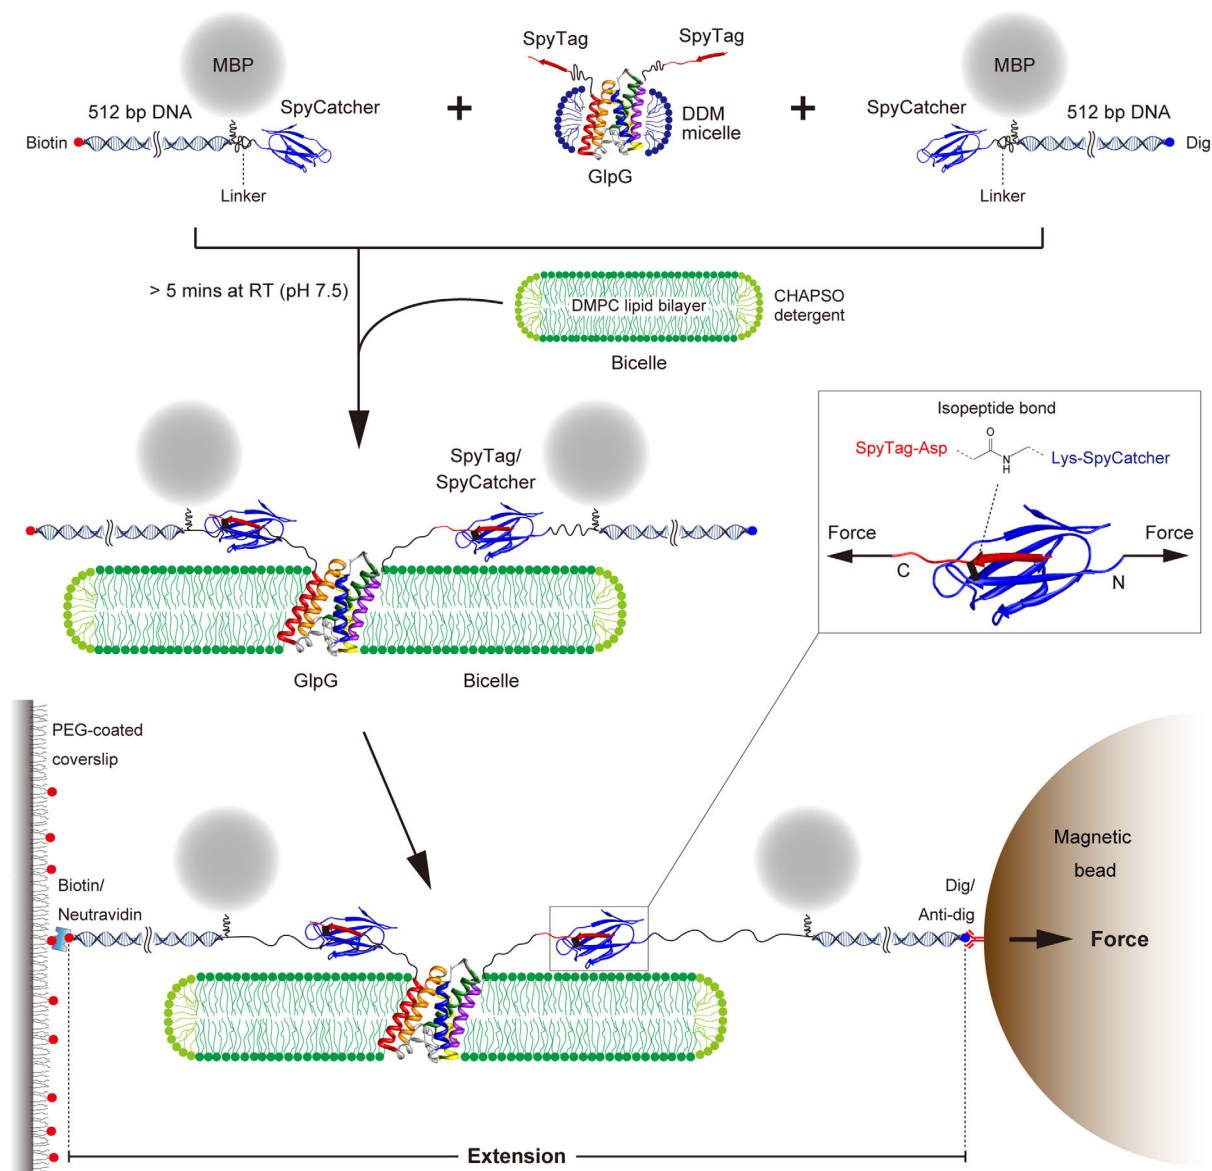 SpyTag
SpyTag
MBP
MBP
512 bp DNA
SpyCatcher
+
+
SpyCatcher
512 bp DNA
DDM
micelle
Biotin
Dig
GlpG
Linker
Linker
> 5 mins at RT (pH 7.5)
DMPC lipid bilayer
CHAPSO
detergent
Bicelle
SpyTag/
SpyCatcher
Isopeptide bond
O
SpyTag-Asp
N
H
Lys-SpyCatcher
Force
Force
C
N
GlpG
Bicelle
PEG-coated
coverslip
Magnetic
bead
Biotin/
Neutravidin
Dig/
Anti-dig
Force
Extension